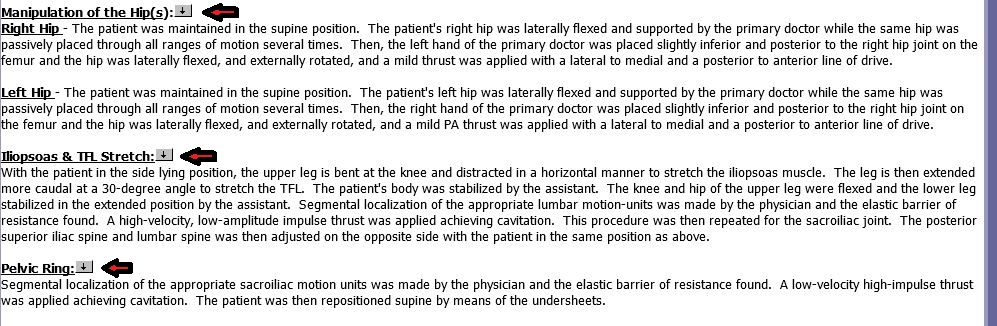 Manipulation of the Hip(s):
Right Hip - The patient was maintained in the supine position. The patient's right hip was laterally flexed and supported by the primary doctor while the same hip was
passively placed through all ranges of motion several times. Then, the left hand of the primary doctor was placed slightly inferior and posterior to the right hip joint on the
femur and the hip was laterally flexed, and externally rotated, and a mild thrust was applied with a lateral to medial and a posterior to anterior line of drive.
Left Hip - The patient was maintained in the supine position. The patient's left hip was laterally flexed and supported by the primary doctor while the same hip was
passively placed through all ranges of motion several times. Then, the right hand of the primary doctor was placed slightly inferior and posterior to the right hip joint on
the femur and the hip was laterally flexed, and externally rotated, and a mild PA thrust was applied with a lateral to medial and a posterior to anterior line of drive.
Iliopsoas & TFL Stretch:
With the patient in the side lying position, the upper leg is bent at the knee and distracted in a horizontal manner to stretch the iliopsoas muscle. The leg is then extended
more caudal at a 30-degree angle to stretch the TFL. The patient's body was stabilized by the assistant. The knee and hip of the upper leg were flexed and the lower leg
stabilized in the extended position by the assistant. Segmental localization of the appropriate lumbar motion-units was made by the physician and the elastic barrier of
resistance found. A high-velocity, low-amplitude impulse thrust was applied achieving cavitation. This procedure was then repeated for the sacroiliac joint. The posterior
superior iliac spine and lumbar spine was then adjusted on the opposite side with the patient in the same position as above.
Pelvic Ring:
Segmental localization of the appropriate sacroiliac motion units was made by the physician and the elastic barrier of resistance found. A low-velocity high-impulse thrust
was applied achieving cavitation. The patient was then repositioned supine by means of the undersheets.